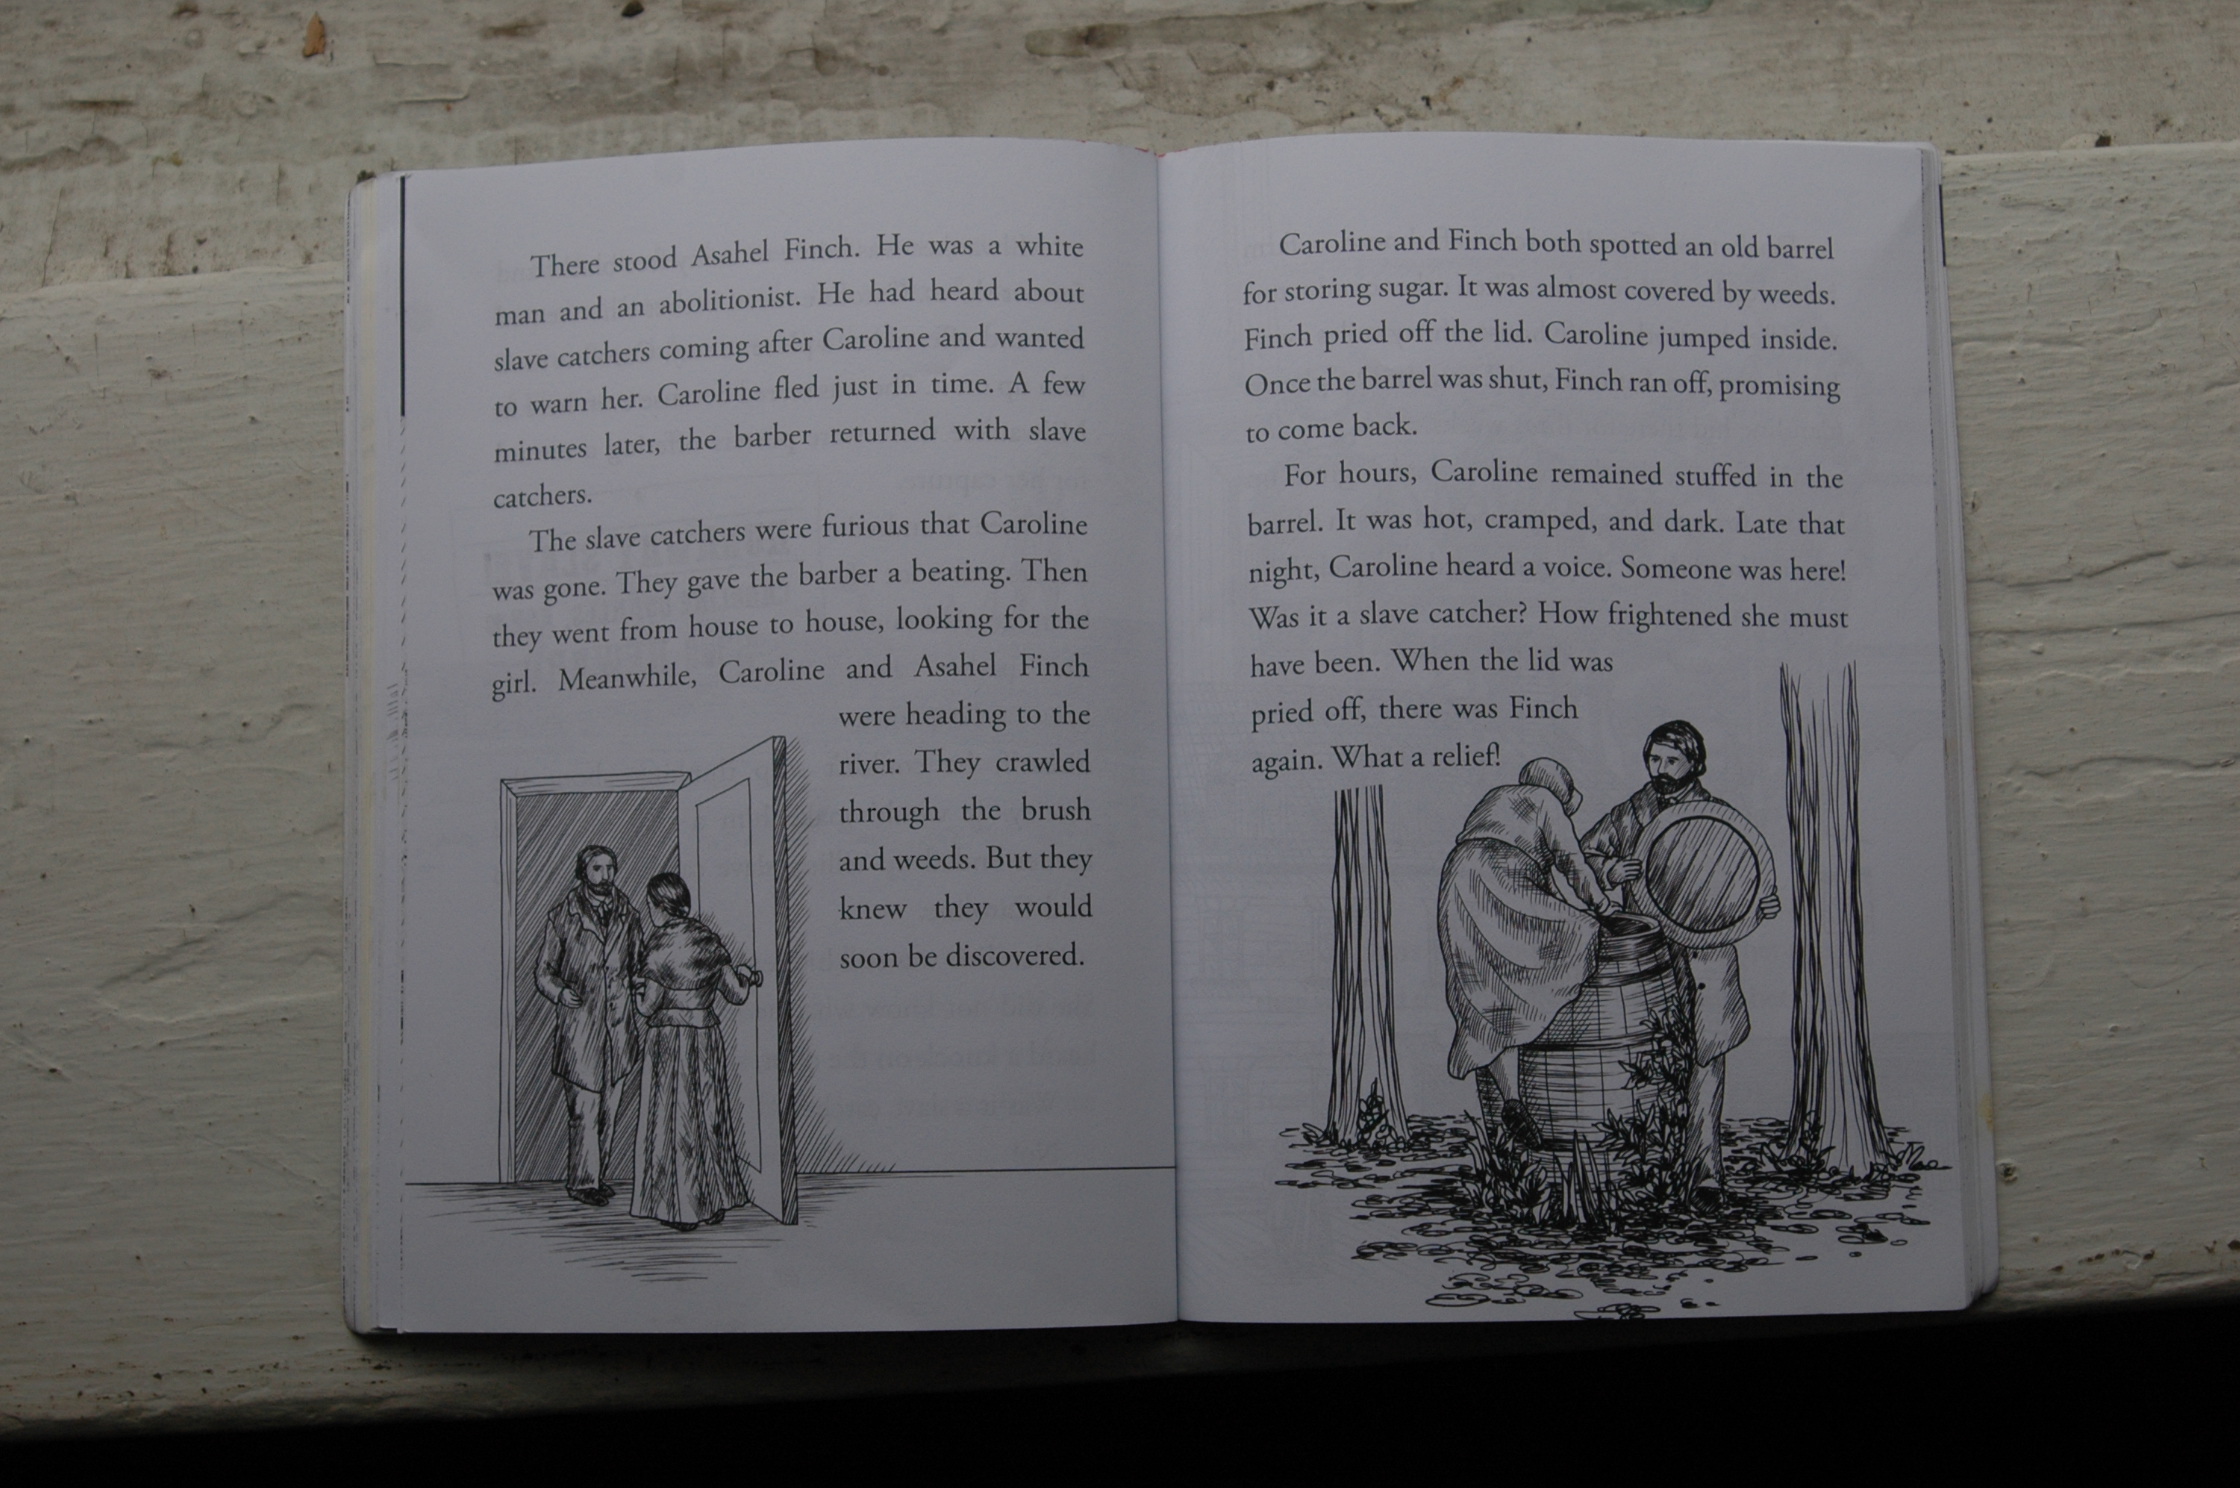 There stood Asahel Finch. He was a white
man and an abolitionist. He had heard about
slave catchers coming after Caroline and wanted
to warn her. Caroline fled just in time. A few
minutes later, the barber returned with slave
catchers.
The slave catchers were furious that Caroline
was gone. They gave the barber a beating. Then
they went from house to house, looking for the
girl. Meanwhile, Caroline and Asahel Finch
were heading to the
river. They crawled
through the brush
and weeds. But they
knew they would
soon be discovered.
Caroline and Finch both spotted an old barrel
for storing sugar. It was almost covered by weeds.
Finch pried off the lid. Caroline jumped inside.
Once the barrel was shut, Finch ran off, promising
to come back.
For hours, Caroline remained stuffed in the
barrel. It was hot, cramped, and dark. Late that
night, Caroline heard a voice. Someone was here!
Was it a slave catcher? How frightened she must
have been. When the lid was
pried off, there was Finch
again. What a relief!